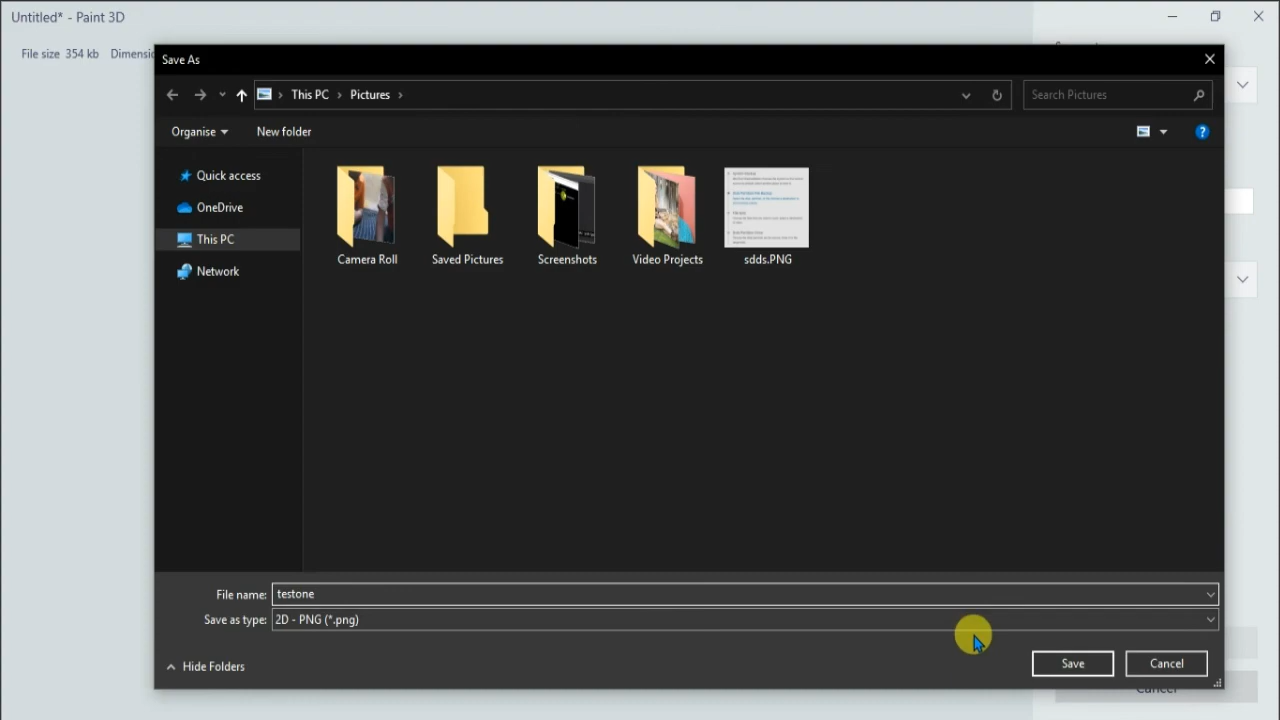 Untitled* - Paint 3D
File size 354 kb
Save As
This PC
Pictures
Search Pictures
Organise
New folder
?
Quick access
OneDrive
This PC
Network
Camera Roll
Saved Pictures
Screenshots
Video Projects
sdds.PNG
File name: testone
Save as type: 2D - PNG (*.png)
Hide Folders
Save
Cancel
Cancel